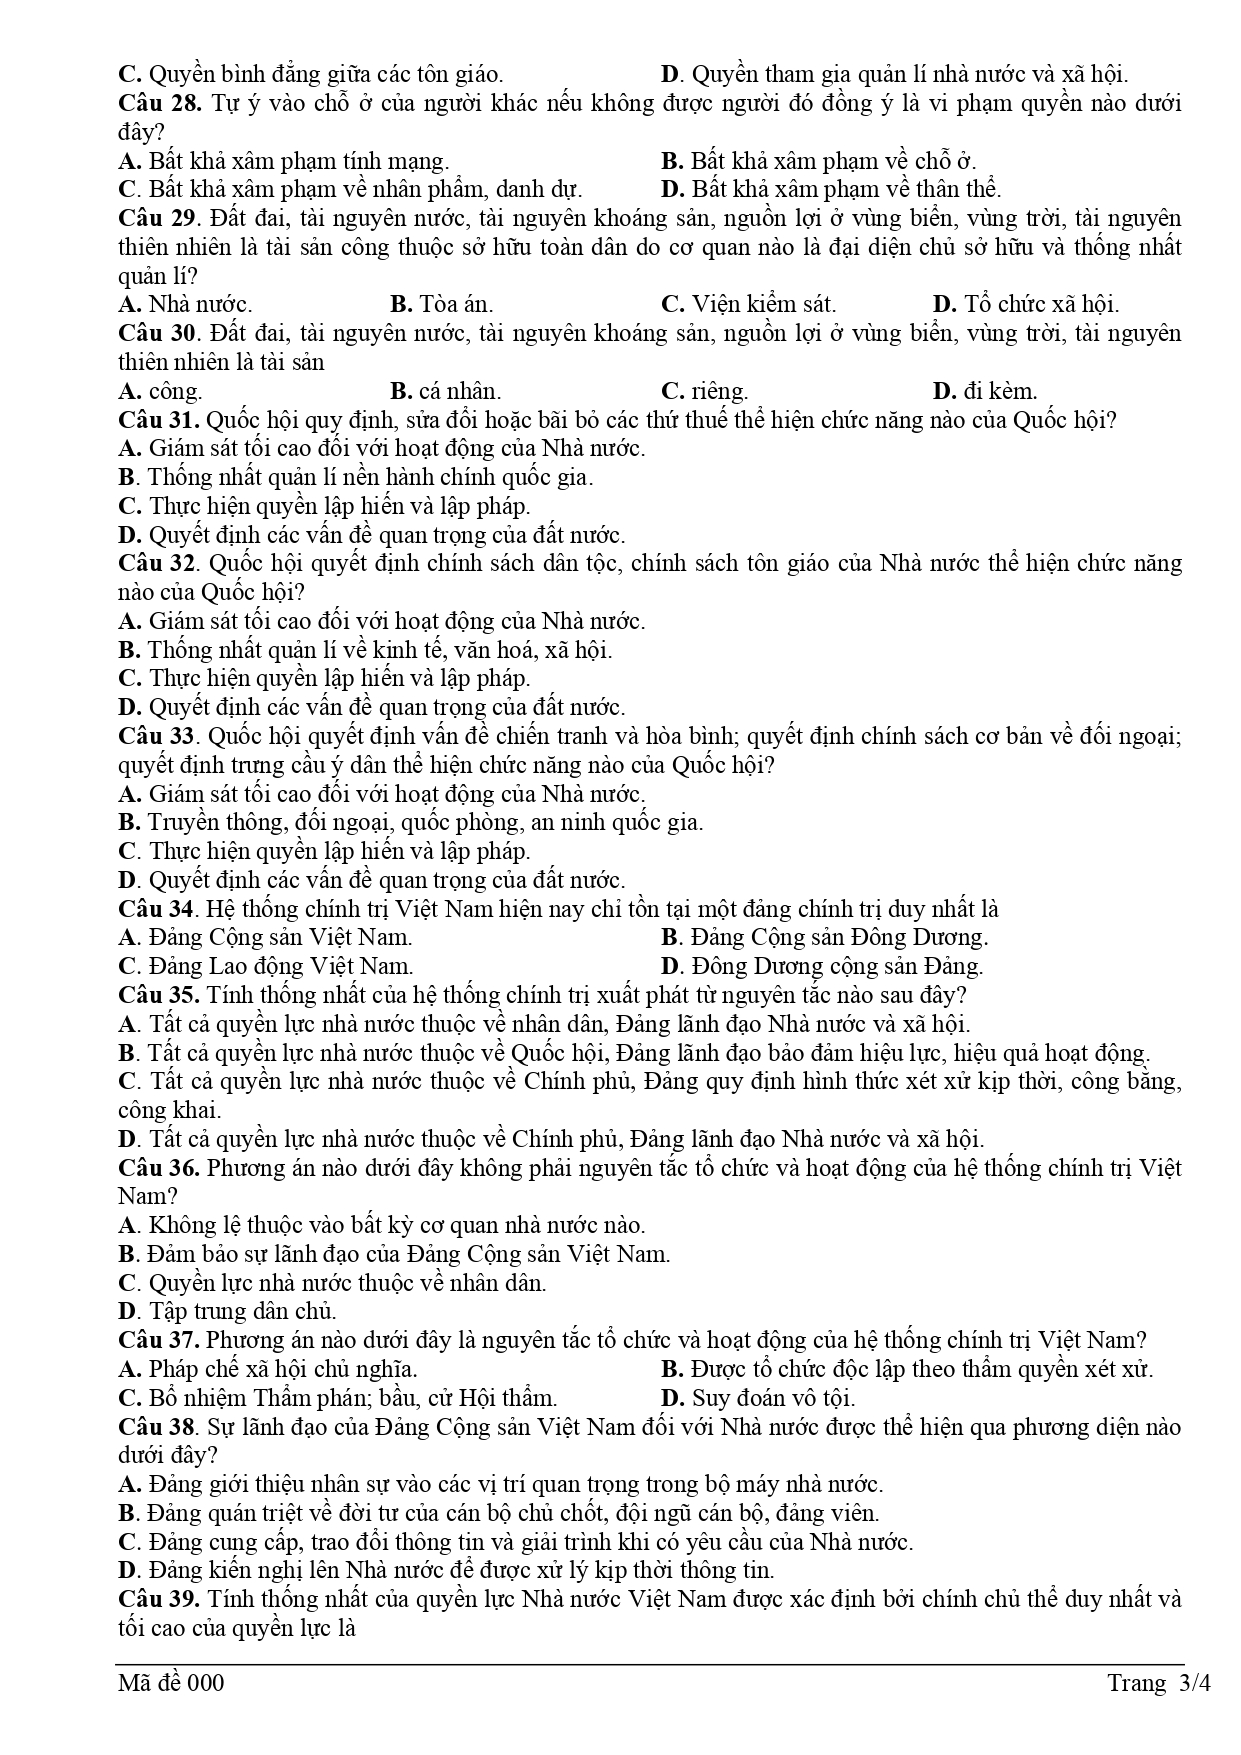 C. Quyền bình đẳng giữa các tôn giáo. D. Quyền tham gia quản lí nhà nước và xã hội.
Câu 28. Tự ý vào chỗ ở của người khác nếu không được người đó đồng ý là vi phạm quyền nào dưới
đây?
A. Bất khả xâm phạm tính mạng. B. Bất khả xâm phạm về chỗ ở.
C. Bất khả xâm phạm về nhân phẩm, danh dự. D. Bất khả xâm phạm về thân thể.
Câu 29. Đất đai, tài nguyên nước, tài nguyên khoáng sản, nguồn lợi ở vùng biển, vùng trời, tài nguyên
thiên nhiên là tài sản công thuộc sở hữu toàn dân do cơ quan nào là đại diện chủ sở hữu và thống nhất
quản lí?
A. Nhà nước. B. Tòa án. C. Viện kiểm sát. D. Tổ chức xã hội.
Câu 30. Đất đai, tài nguyên nước, tài nguyên khoáng sản, nguồn lợi ở vùng biển, vùng trời, tài nguyên
thiên nhiên là tài sản
A. công. B. cá nhân. C. riêng. D. đi kèm.
Câu 31. Quốc hội quy định, sửa đổi hoặc bãi bỏ các thứ thuế thể hiện chức năng nào của Quốc hội?
A. Giám sát tối cao đối với hoạt động của Nhà nước.
B. Thống nhất quản lí nền hành chính quốc gia.
C. Thực hiện quyền lập hiến và lập pháp.
D. Quyết định các vấn đề quan trọng của đất nước.
Câu 32. Quốc hội quyết định chính sách dân tộc, chính sách tôn giáo của Nhà nước thể hiện chức năng
nào của Quốc hội?
A. Giám sát tối cao đối với hoạt động của Nhà nước.
B. Thống nhất quản lí về kinh tế, văn hoá, xã hội.
C. Thực hiện quyền lập hiến và lập pháp.
D. Quyết định các vấn đề quan trọng của đất nước.
Câu 33. Quốc hội quyết định vấn đề chiến tranh và hòa bình; quyết định chính sách cơ bản về đối ngoại;
quyết định trưng cầu ý dân thể hiện chức năng nào của Quốc hội?
A. Giám sát tối cao đối với hoạt động của Nhà nước.
B. Truyền thông, đối ngoại, quốc phòng, an ninh quốc gia.
C. Thực hiện quyền lập hiến và lập pháp.
D. Quyết định các vấn đề quan trọng của đất nước.
Câu 34. Hệ thống chính trị Việt Nam hiện nay chỉ tồn tại một đảng chính trị duy nhất là
A. Đảng Cộng sản Việt Nam. B. Đảng Cộng sản Đông Dương.
C. Đảng Lao động Việt Nam. D. Đông Dương cộng sản Đảng.
Câu 35. Tính thống nhất của hệ thống chính trị xuất phát từ nguyên tắc nào sau đây?
A. Tất cả quyền lực nhà nước thuộc về nhân dân, Đảng lãnh đạo Nhà nước và xã hội.
B. Tất cả quyền lực nhà nước thuộc về Quốc hội, Đảng lãnh đạo bảo đảm hiệu lực, hiệu quả hoạt động.
C. Tất cả quyền lực nhà nước thuộc về Chính phủ, Đảng quy định hình thức xét xử kịp thời, công bằng,
công khai.
D. Tất cả quyền lực nhà nước thuộc về Chính phủ, Đảng lãnh đạo Nhà nước và xã hội.
Câu 36. Phương án nào dưới đây không phải nguyên tắc tổ chức và hoạt động của hệ thống chính trị Việt
Nam?
A. Không lệ thuộc vào bất kỳ cơ quan nhà nước nào.
B. Đảm bảo sự lãnh đạo của Đảng Cộng sản Việt Nam.
C. Quyền lực nhà nước thuộc về nhân dân.
D. Tập trung dân chủ.
Câu 37. Phương án nào dưới đây là nguyên tắc tổ chức và hoạt động của hệ thống chính trị Việt Nam?
A. Pháp chế xã hội chủ nghĩa. B. Được tổ chức độc lập theo thẩm quyền xét xử.
C. Bổ nhiệm Thẩm phán; bầu, cử Hội thẩm. D. Suy đoán vô tội.
Câu 38. Sự lãnh đạo của Đảng Cộng sản Việt Nam đối với Nhà nước được thể hiện qua phương diện nào
dưới đây?
A. Đảng giới thiệu nhân sự vào các vị trí quan trọng trong bộ máy nhà nước.
B. Đảng quán triệt về đời tư của cán bộ chủ chốt, đội ngũ cán bộ, đảng viên.
C. Đảng cung cấp, trao đổi thông tin và giải trình khi có yêu cầu của Nhà nước.
D. Đảng kiến nghị lên Nhà nước để được xử lý kịp thời thông tin.
Câu 39. Tính thống nhất của quyền lực Nhà nước Việt Nam được xác định bởi chính chủ thể duy nhất và
tối cao của quyền lực là
Mã đề 000 Trang 3/4